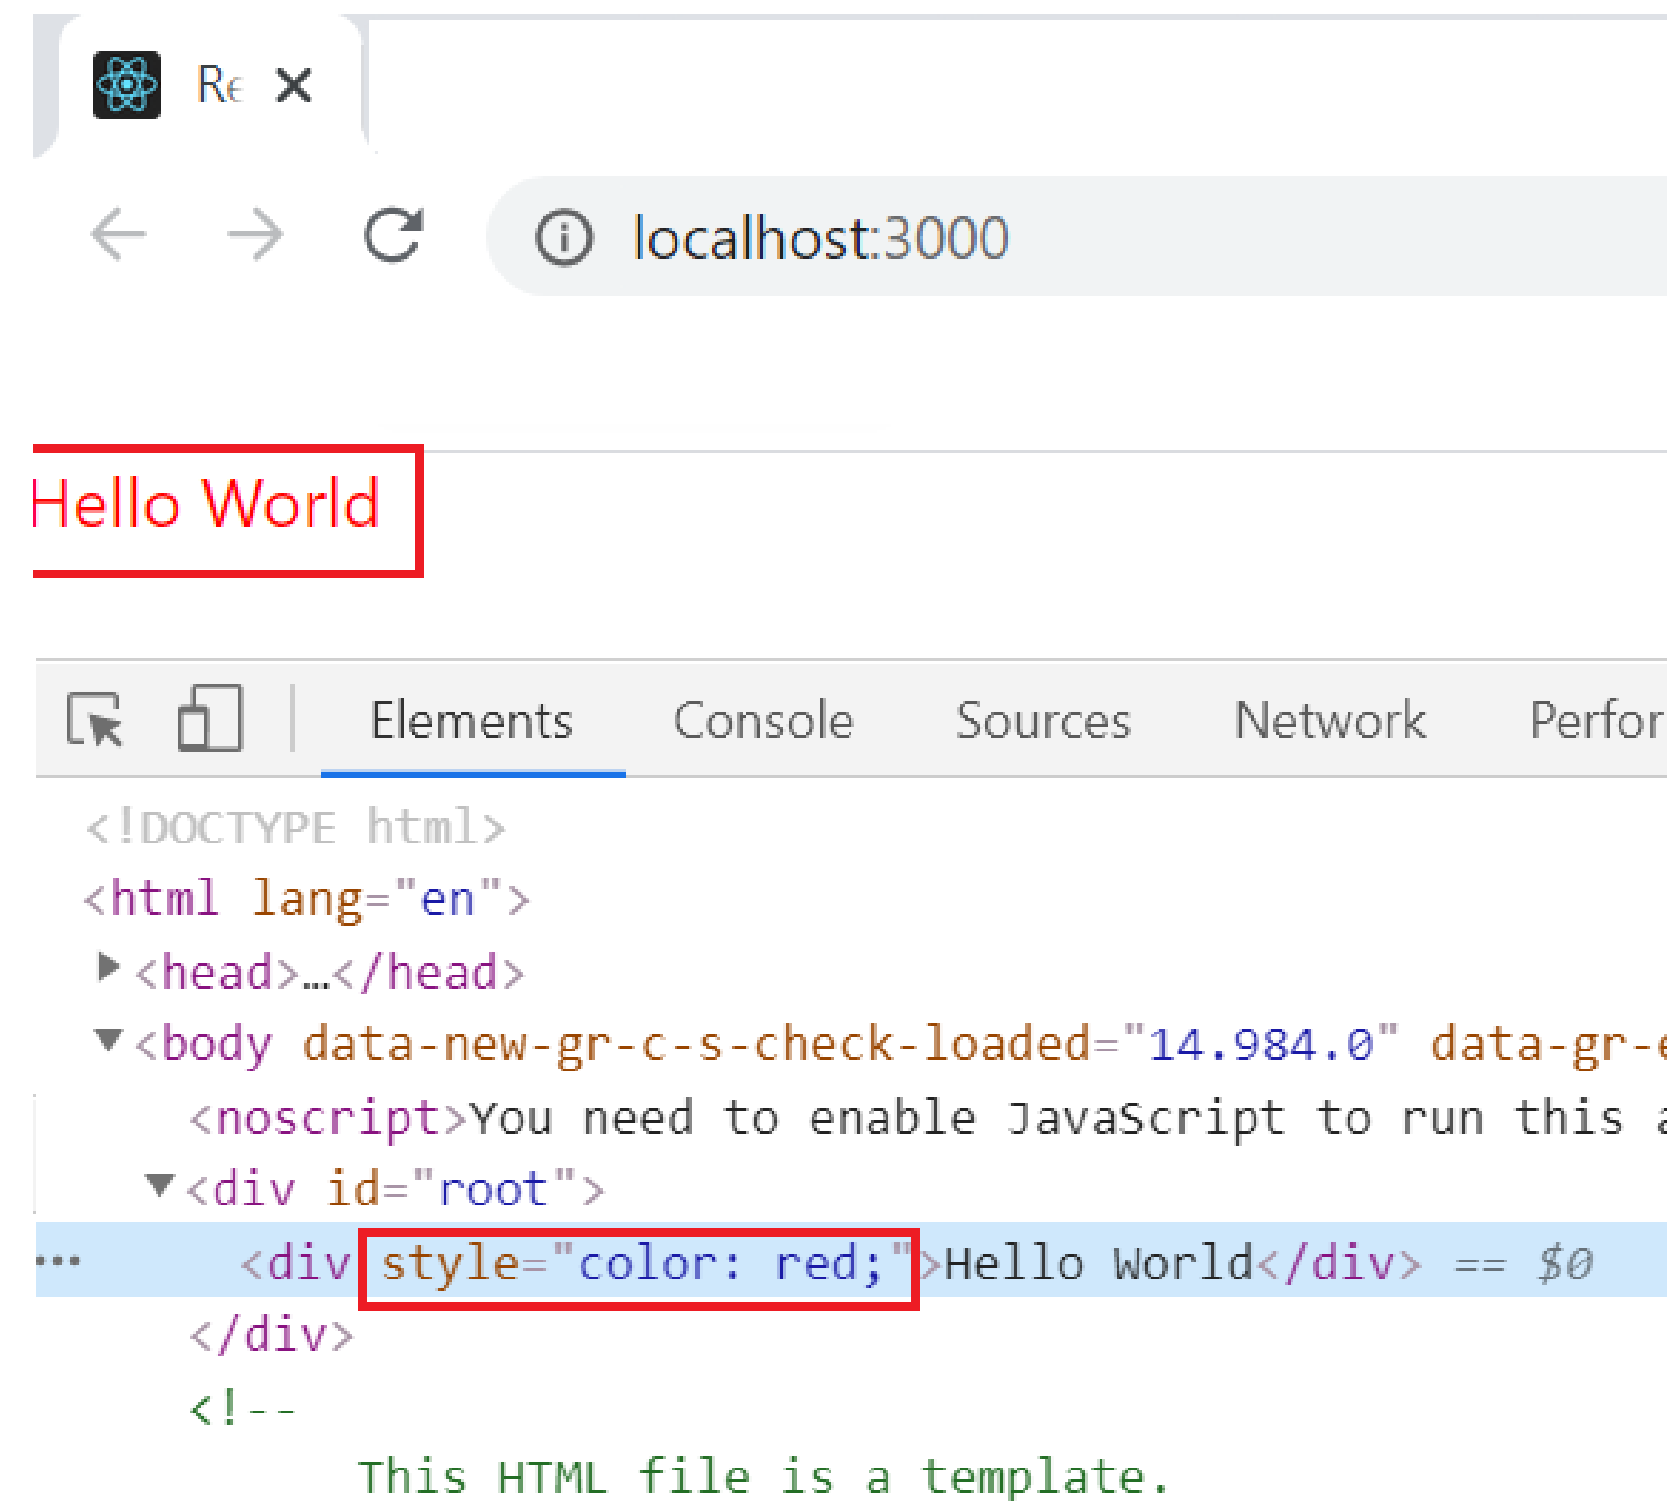 Re
localhost:3000
Hello World
Elements Console Sources Network Perfor
<!DOCTYPE html>
<html lang="en">
<head>…</head>
<body data-new-gr-c-s-check-loaded="14.984.0" data-gr-e
<noscript>You need to enable JavaScript to run this a
<div id="root">
<div style="color: red;">Hello World</div> == $0
</div>
<!--
This HTML file is a template.